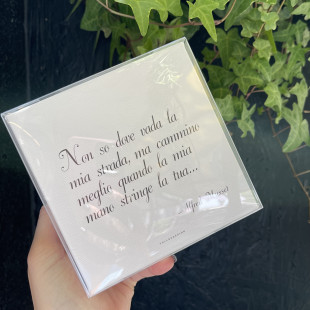 Non so dove vada la
mia strada, ma cammino
meglio quando la mia
mano stringe la tua...